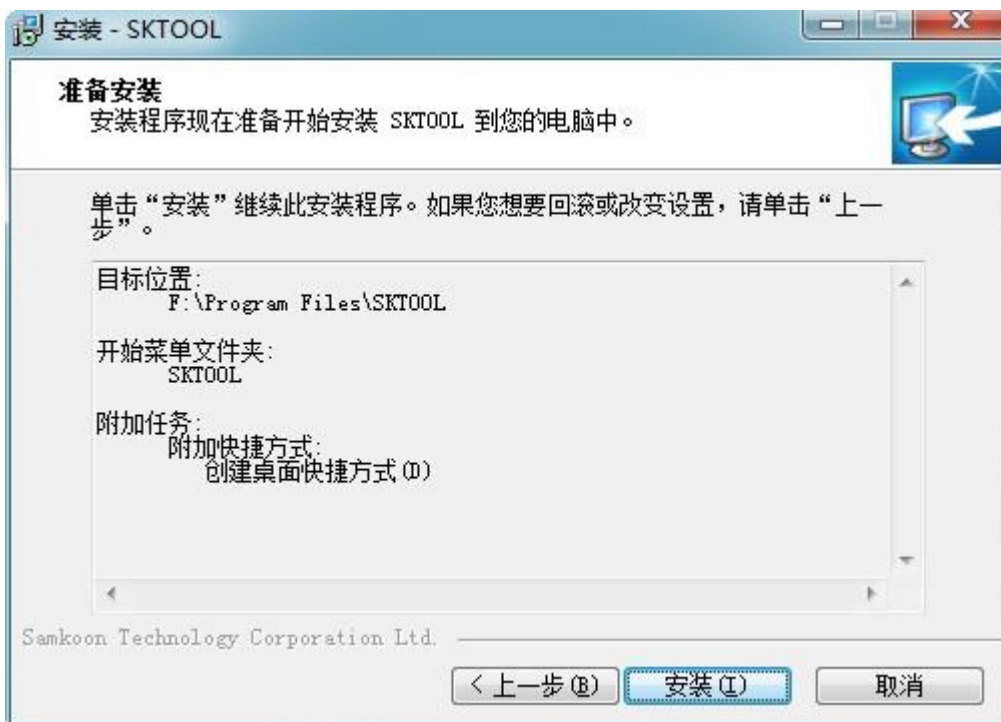 安装 - SKTOOL
准备安装
安装程序现在准备开始安装 SKTOOL 到您的电脑中。
单击“安装”继续此安装程序。如果您想要回滚或改变设置，请单击“上一
步”。
目标位置:
F:\Program Files\SKTOOL
开始菜单文件夹:
SKTOOL
附加任务:
附加快捷方式:
创建桌面快捷方式(D)
Samkoon Technology Corporation Ltd.
< 上一步(B)
安装(I)
取消